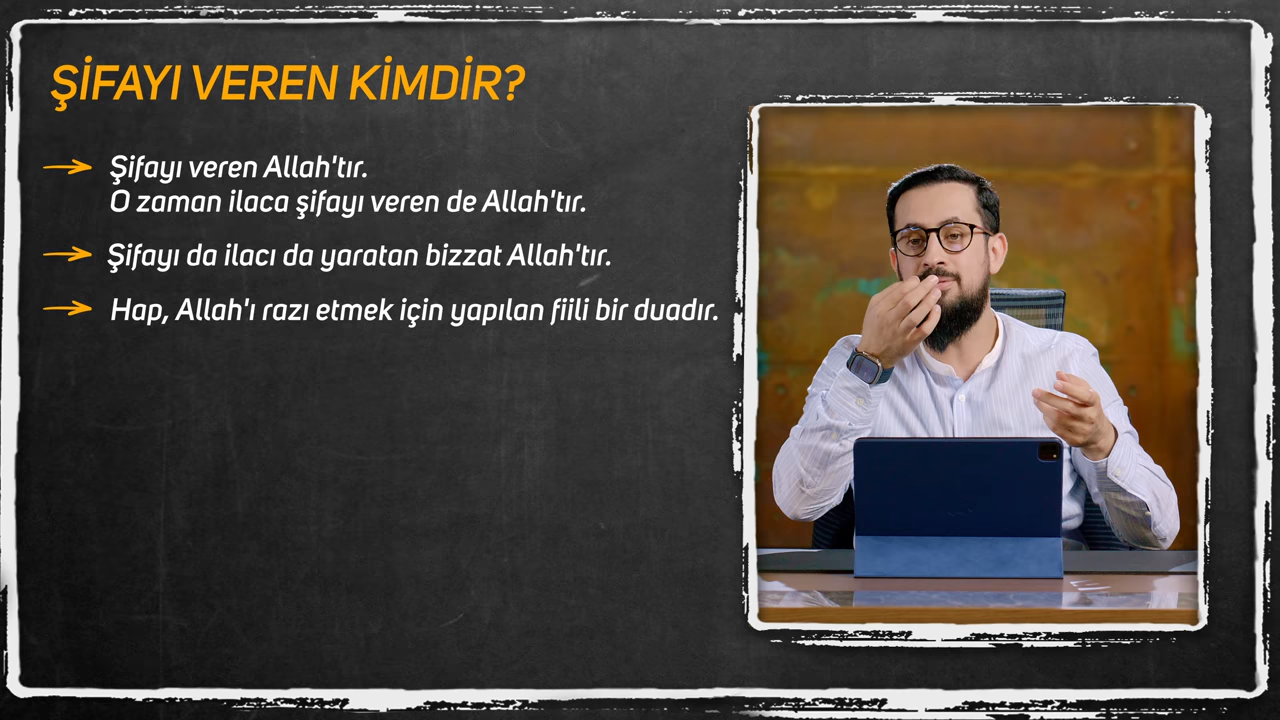 ŞİFAYI VEREN KİMDİR?
Şifayı veren Allah'tır.
O zaman ilaca şifayı veren de Allah'tır.
Şifayı da ilacı da yaratan bizzat Allah'tır.
Hap, Allah'ı razı etmek için yapılan fiili bir duadır.